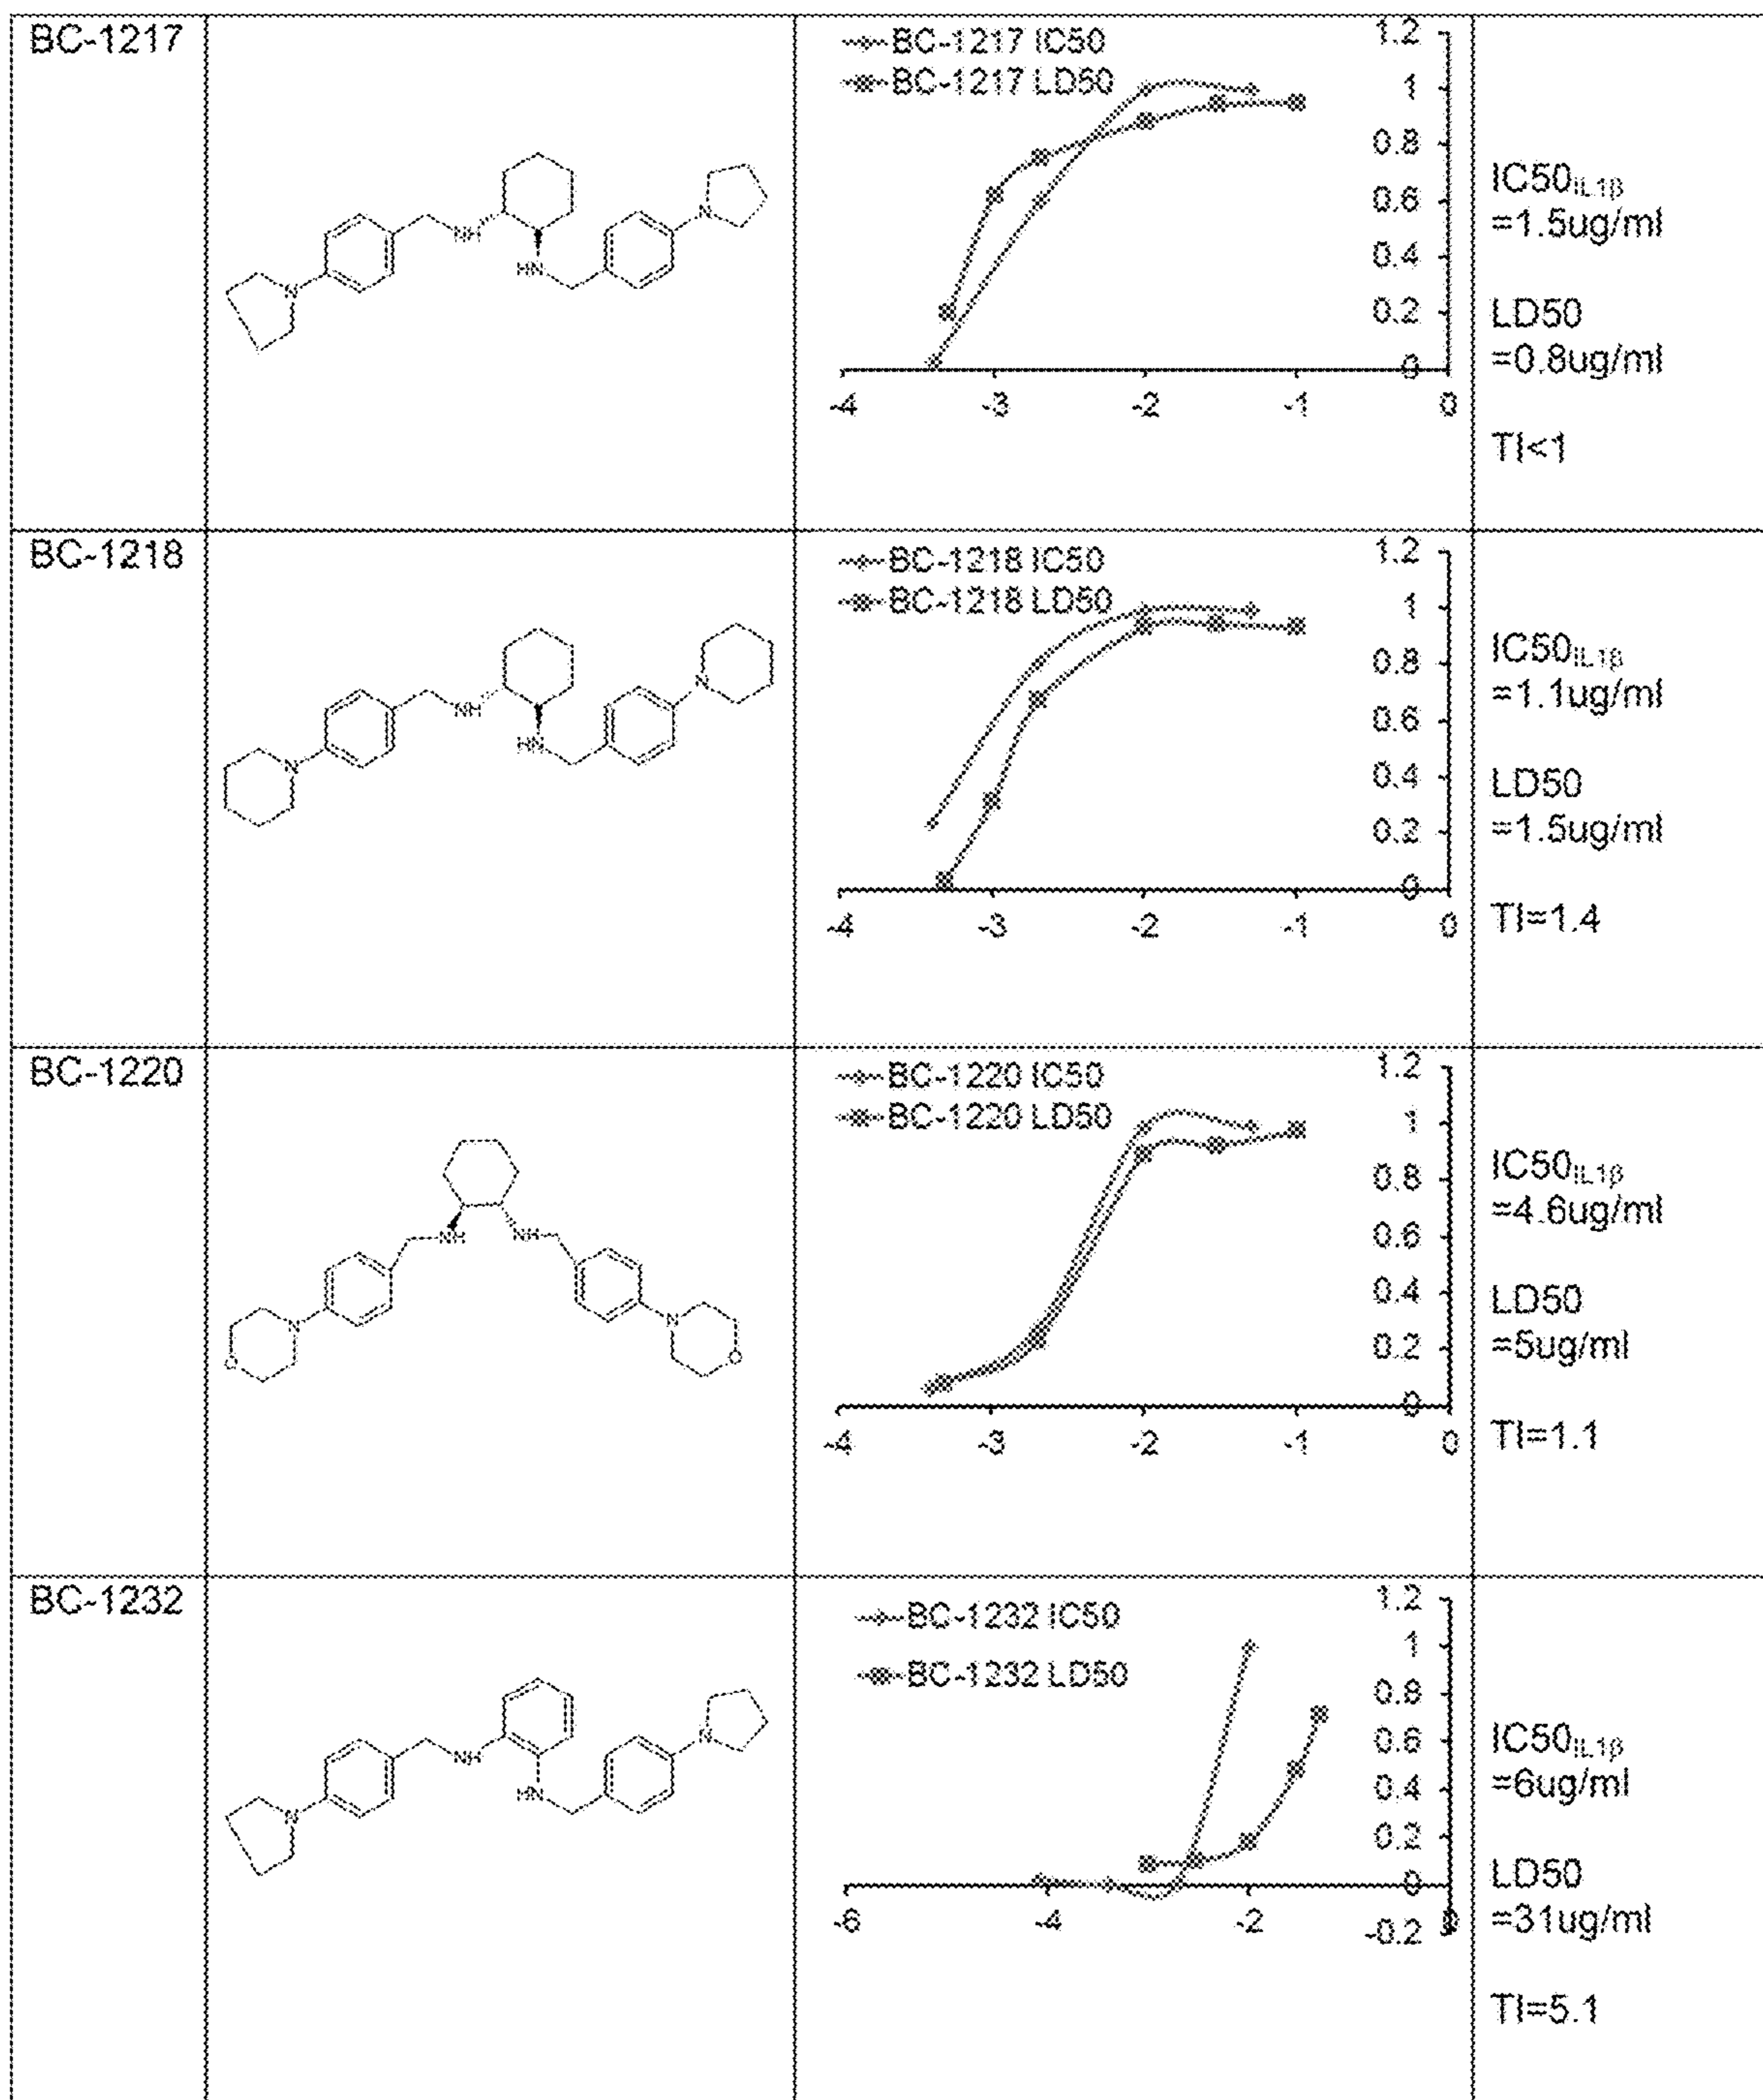 BC-1217
BC-1217 IC50
BC-1217 LD50
1.2
1
0.8
0.6
0.4
0.2
0
-4 -3 -2 -1 0
NH
HN
N
N
IC50IL1β
=1.5ug/ml
LD50
=0.8ug/ml
TI<1
BC-1218
BC-1218 IC50
BC-1218 LD50
1.2
1
0.8
0.6
0.4
0.2
0
-4 -3 -2 -1 0
N
NH
HN
N
IC50IL1β
=1.1ug/ml
LD50
=1.5ug/ml
TI=1.4
BC-1220
BC-1220 IC50
BC-1220 LD50
1.2
1
0.8
0.6
0.4
0.2
0
-4 -3 -2 -1 0
NH NH
N
N
O
O
IC50IL1β
=4.6ug/ml
LD50
=5ug/ml
TI=1.1
BC-1232
BC-1232 IC50
BC-1232 LD50
1.2
1
0.8
0.6
0.4
0.2
0
-0.2
-6 -4 -2 0
N
NH
HN
N
IC50IL1β
=6ug/ml
LD50
=31ug/ml
TI=5.1